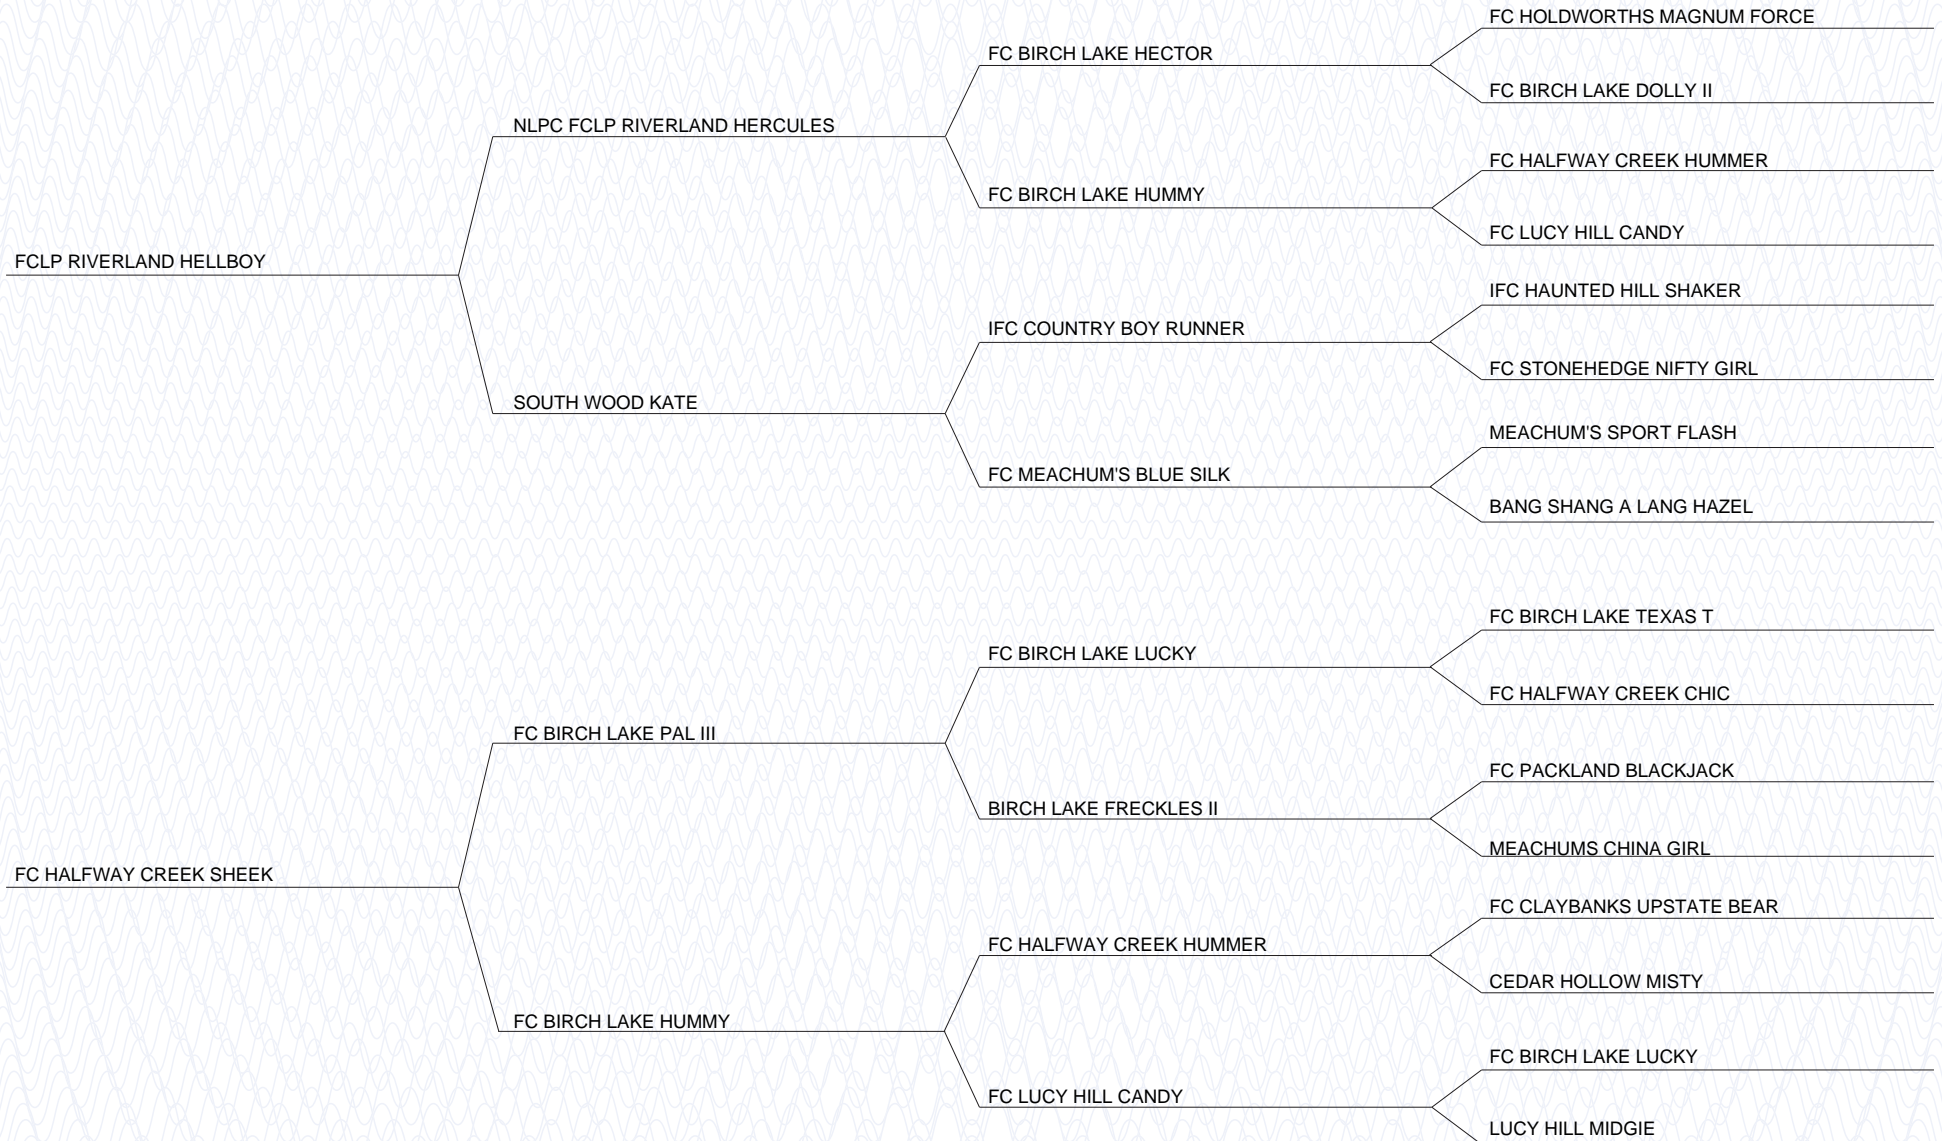 FC HOLDWORTHS MAGNUM FORCE
FC BIRCH LAKE HECTOR
FC BIRCH LAKE DOLLY II
NLPC FCLP RIVERLAND HERCULES
FC HALFWAY CREEK HUMMER
FC BIRCH LAKE HUMMY
FC LUCY HILL CANDY
FCLP RIVERLAND HELLBOY
IFC HAUNTED HILL SHAKER
IFC COUNTRY BOY RUNNER
FC STONEHEDGE NIFTY GIRL
SOUTH WOOD KATE
MEACHUM'S SPORT FLASH
FC MEACHUM'S BLUE SILK
BANG SHANG A LANG HAZEL
FC BIRCH LAKE TEXAS T
FC BIRCH LAKE LUCKY
FC HALFWAY CREEK CHIC
FC BIRCH LAKE PAL III
FC PACKLAND BLACKJACK
BIRCH LAKE FRECKLES II
MEACHUMS CHINA GIRL
FC HALFWAY CREEK SHEEK
FC CLAYBANKS UPSTATE BEAR
FC HALFWAY CREEK HUMMER
CEDAR HOLLOW MISTY
FC BIRCH LAKE HUMMY
FC BIRCH LAKE LUCKY
FC LUCY HILL CANDY
LUCY HILL MIDGIE